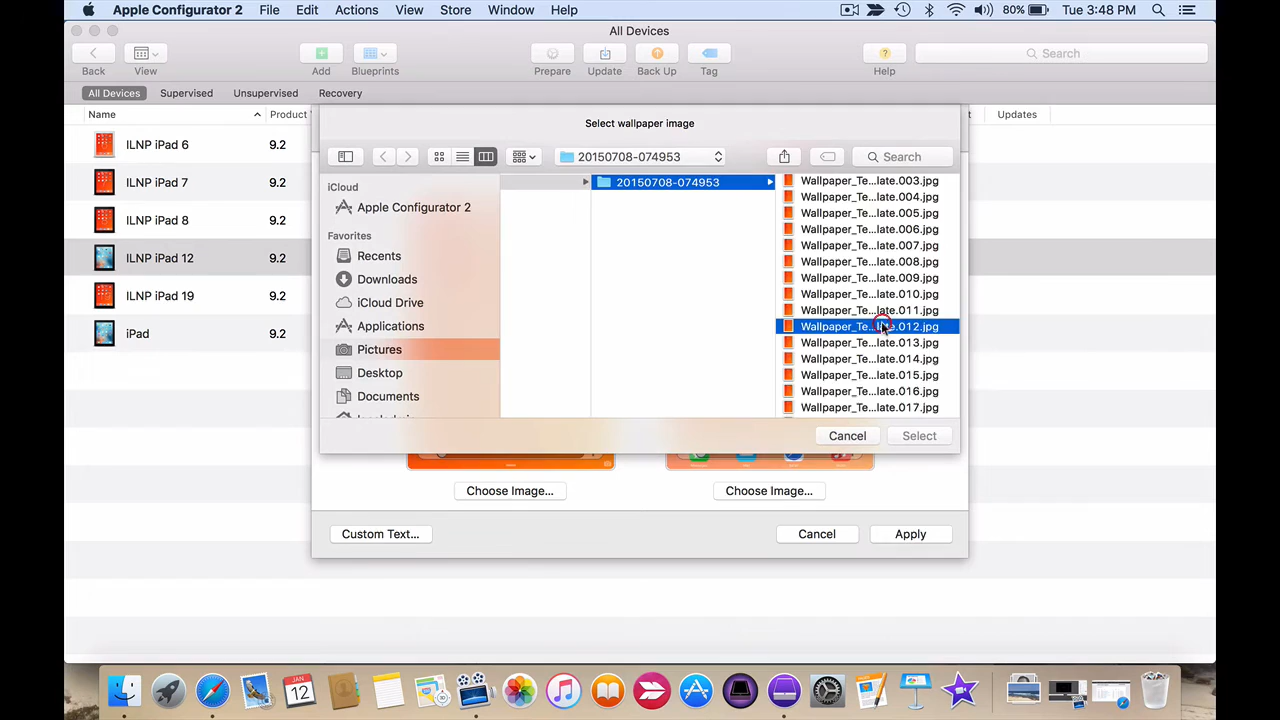 Apple Configurator 2 File Edit Actions View Store Window Help 80% Tue 3:48 PM
All Devices
Back View Add Blueprints Prepare Update Back Up Tag ? Help Search
All Devices Supervised Unsupervised Recovery
Name Product Updates
ILNP iPad 6 9.2
ILNP iPad 7 9.2
ILNP iPad 8 9.2
ILNP iPad 12 9.2
ILNP iPad 19 9.2
iPad 9.2
Select wallpaper image
20150708-074953 Search
iCloud
Apple Configurator 2
Favorites
Recents
Downloads
iCloud Drive
Applications
Pictures
Desktop
Documents
20150708-074953
Wallpaper_Te...late.003.jpg
Wallpaper_Te...late.004.jpg
Wallpaper_Te...late.005.jpg
Wallpaper_Te...late.006.jpg
Wallpaper_Te...late.007.jpg
Wallpaper_Te...late.008.jpg
Wallpaper_Te...late.009.jpg
Wallpaper_Te...late.010.jpg
Wallpaper_Te...late.011.jpg
Wallpaper_Te...late.012.jpg
Wallpaper_Te...late.013.jpg
Wallpaper_Te...late.014.jpg
Wallpaper_Te...late.015.jpg
Wallpaper_Te...late.016.jpg
Wallpaper_Te...late.017.jpg
Cancel Select
Choose Image... Choose Image...
Custom Text... Cancel Apply
JAN
12